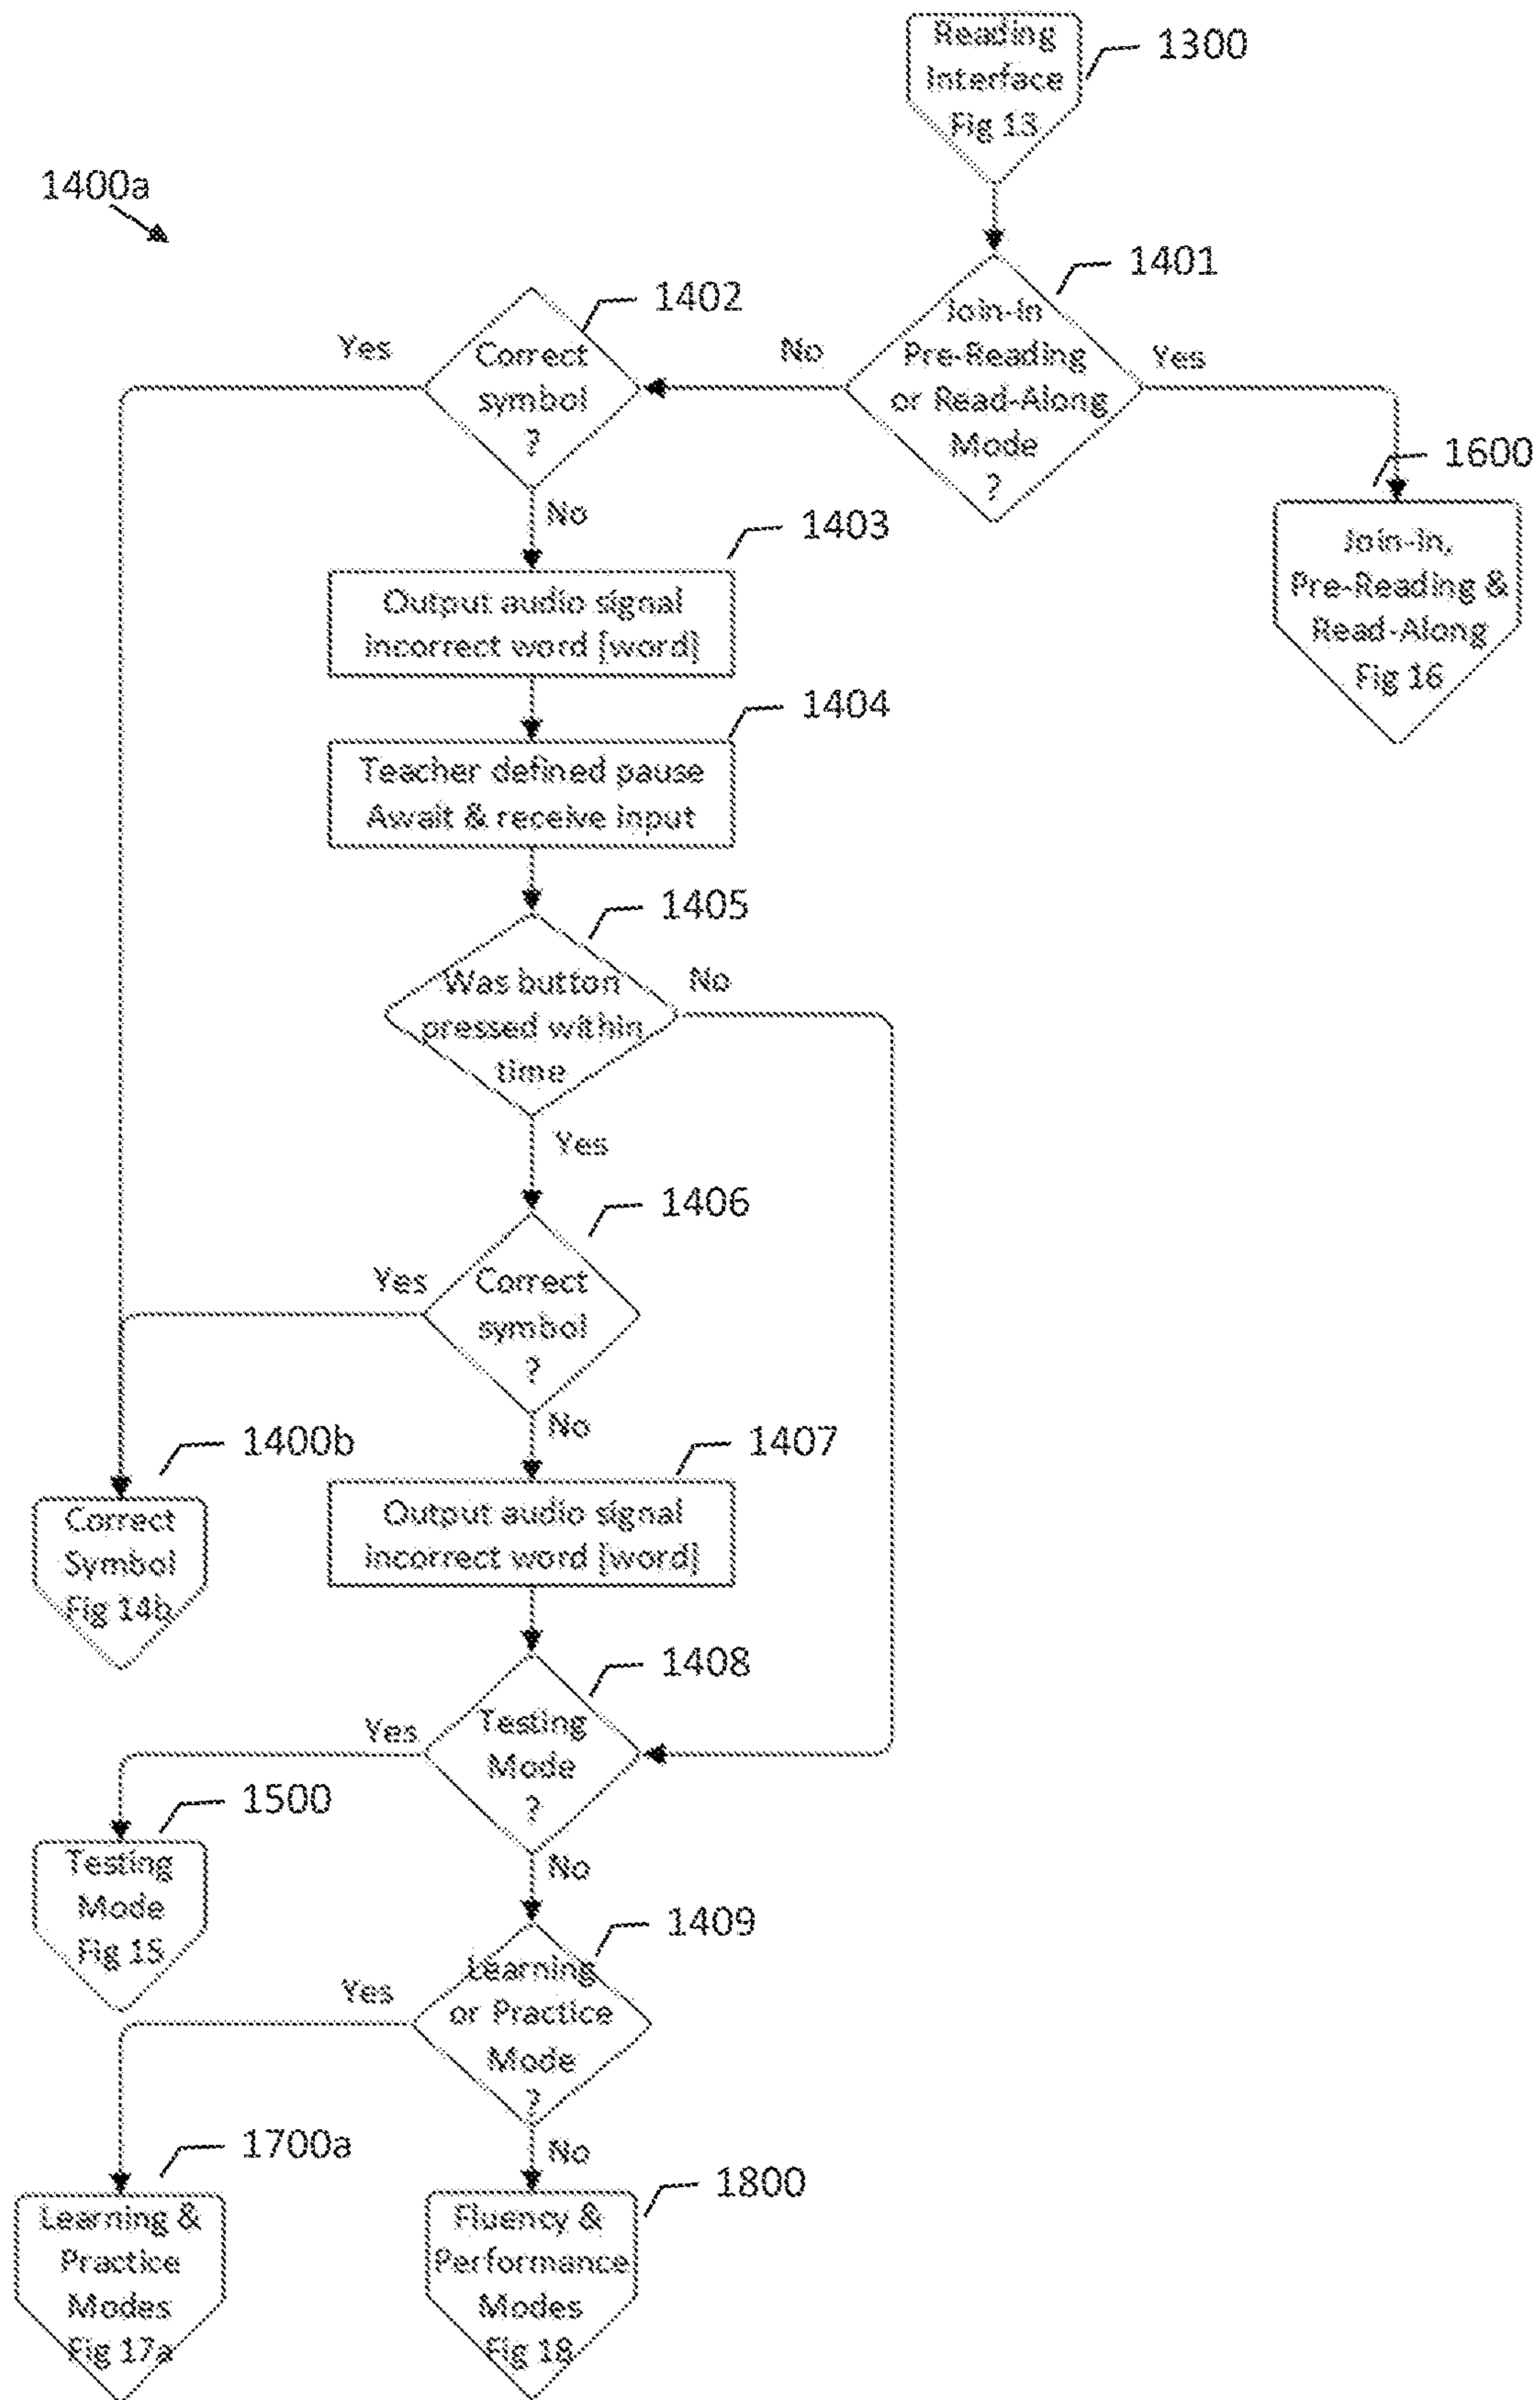 Reading
Interface
Fig 13
1300
1400a
1401
Join-In
Pre-Reading
or Read-Along
Mode
?
No
Yes
1402
Correct
symbol
?
Yes
No
1600
Join-In,
Pre-Reading &
Read-Along
Fig 16
1403
Output audio signal
incorrect word [word]
1404
Teacher defined pause
Await & receive input
1405
Was button
pressed within
time
No
Yes
1406
Correct
symbol
?
Yes
No
1400b
Correct
Symbol
Fig 14b
1407
Output audio signal
incorrect word [word]
1408
Testing
Mode
?
Yes
No
1500
Testing
Mode
Fig 15
1409
Learning
or Practice
Mode
?
Yes
No
1700a
Learning &
Practice
Modes
Fig 17a
1800
Fluency &
Performance
Modes
Fig 18